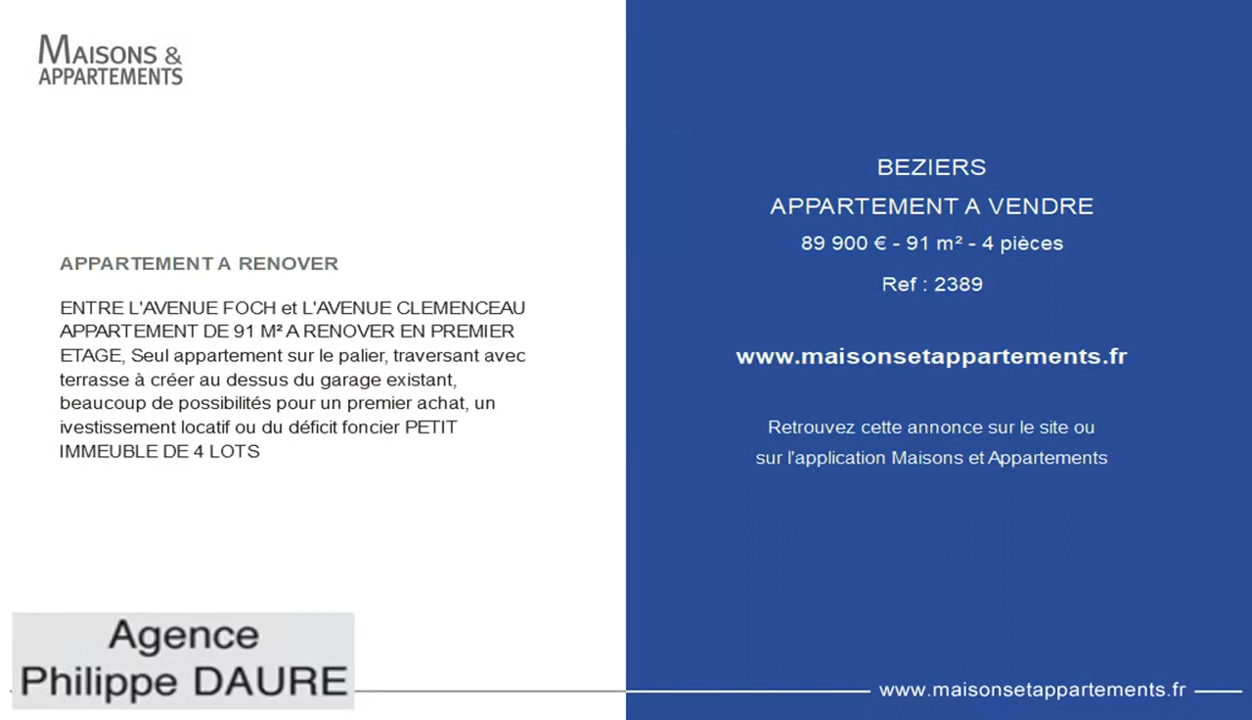 MAISONS &
APPARTEMENTS
APPARTEMENT A RENOVER
ENTRE L'AVENUE FOCH et L'AVENUE CLEMENCEAU
APPARTEMENT DE 91 M² A RENOVER EN PREMIER
ETAGE, Seul appartement sur le palier, traversant avec
terrasse à créer au dessus du garage existant,
beaucoup de possibilités pour un premier achat, un
ivestissement locatif ou du déficit foncier PETIT
IMMEUBLE DE 4 LOTS
Agence
Philippe DAURE
BEZIERS
APPARTEMENT A VENDRE
89 900 € - 91 m² - 4 pièces
Ref : 2389
www.maisonsetappartements.fr
Retrouvez cette annonce sur le site ou
sur l'application Maisons et Appartements
www.maisonsetappartements.fr